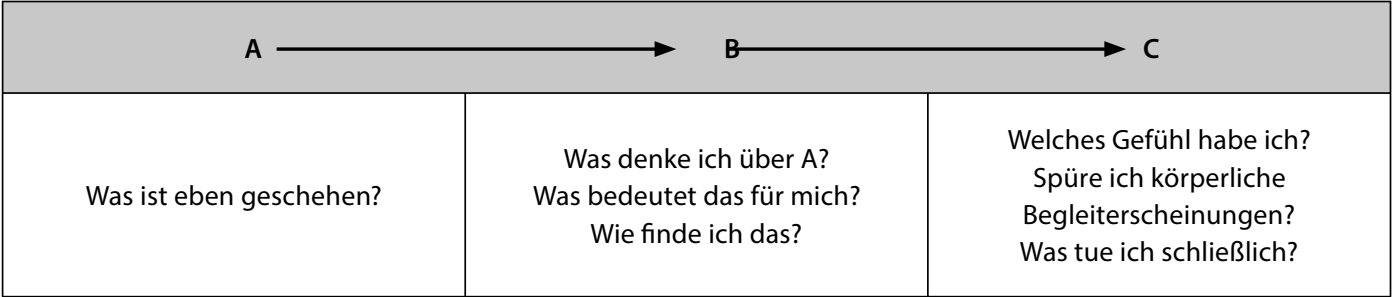 A B C
Was ist eben geschehen?
Was denke ich über A?
Was bedeutet das für mich?
Wie finde ich das?
Welches Gefühl habe ich?
Spüre ich körperliche
Begleiterscheinungen?
Was tue ich schließlich?